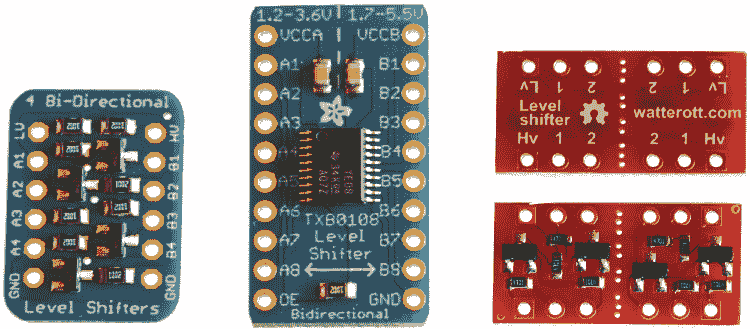 4 Bi-Directional
LV HV
A1 B1
A2 B2
A3 B3
A4 B4
GND GND
Level Shifters
1.2-3.6V 1.7-5.5V
VCCA VCCB
A1 B1
A2 B2
A3 B3
A4 B4
A5 B5
A6 B6
TXB0108
A7 Level B7
Shifter
A8 B8
OE GND
Bidirectional
Lv 1 2 2 1 Lv
Level
shifter
watterott.com
Hv 1 2 2 1 Hv